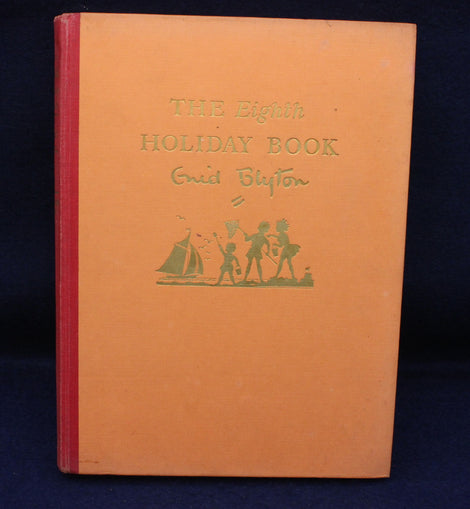 THE Eighth
HOLIDAY BOOK
Enid Blyton